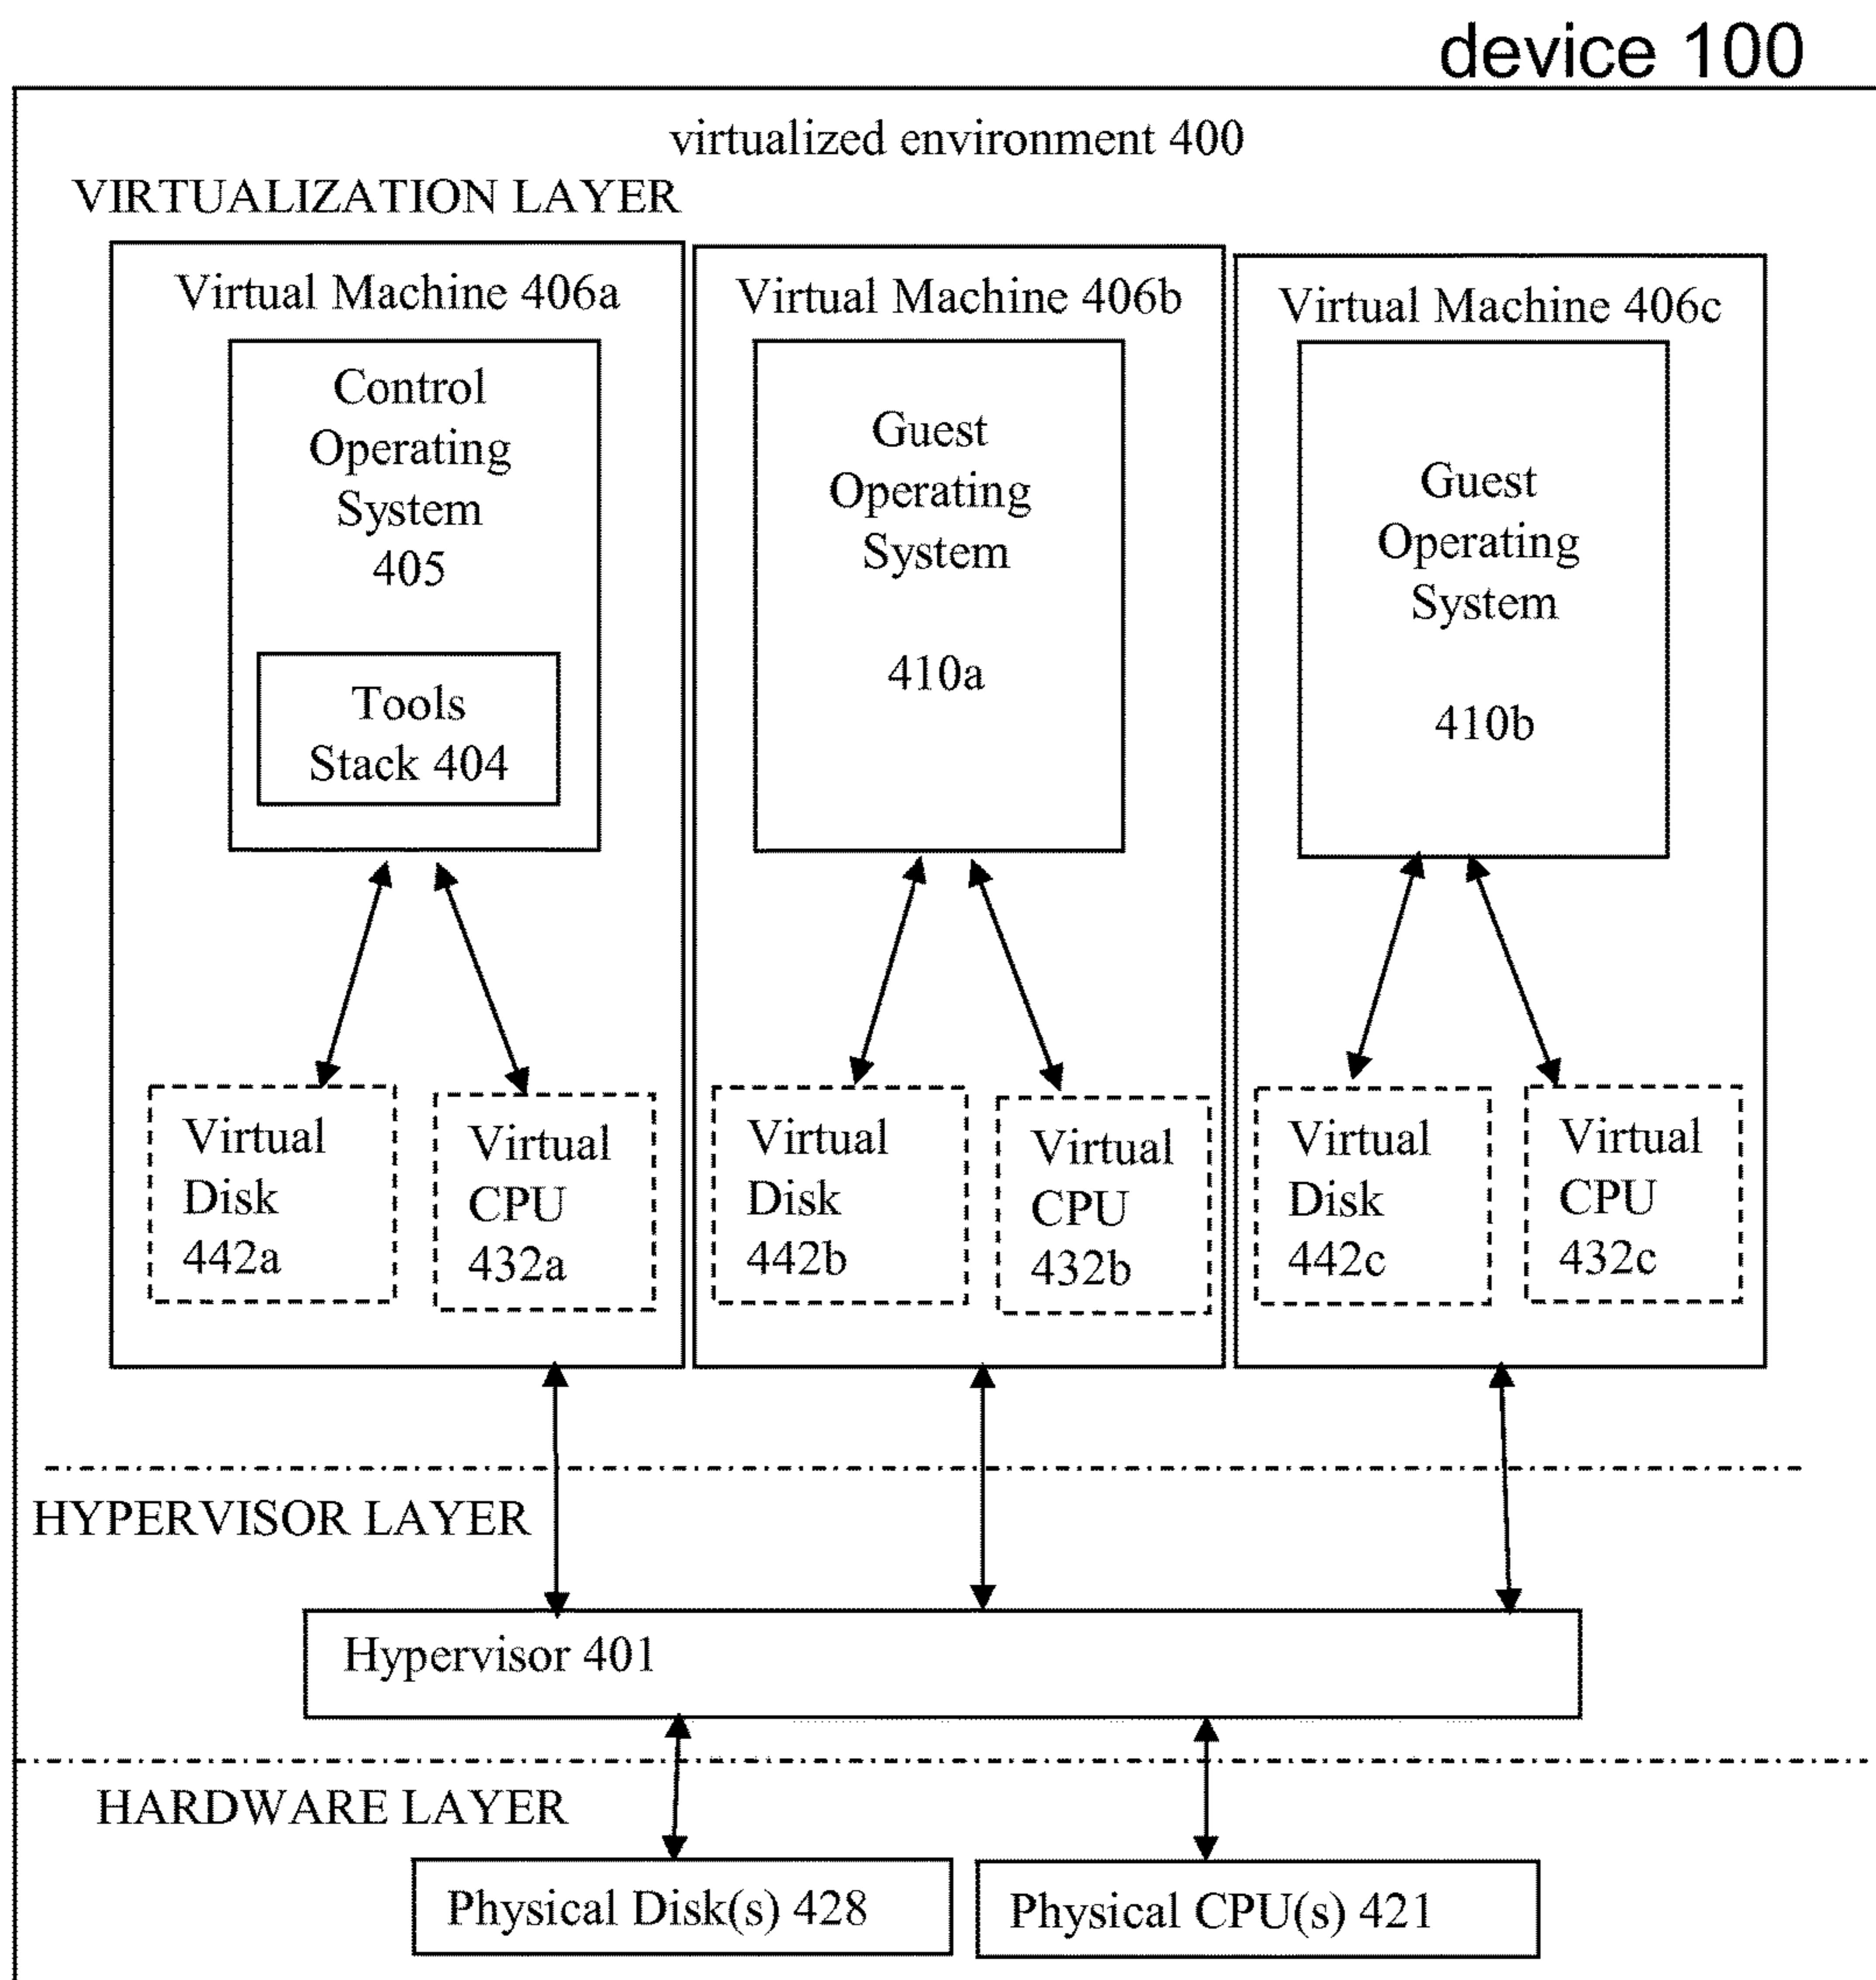 device 100
virtualized environment 400
VIRTUALIZATION LAYER
Virtual Machine 406a
Control
Operating
System
405
Tools
Stack 404
Virtual
Disk
442a
Virtual
CPU
432a
Virtual Machine 406b
Guest
Operating
System
410a
Virtual
Disk
442b
Virtual
CPU
432b
Virtual Machine 406c
Guest
Operating
System
410b
Virtual
Disk
442c
Virtual
CPU
432c
HYPERVISOR LAYER
Hypervisor 401
HARDWARE LAYER
Physical Disk(s) 428
Physical CPU(s) 421